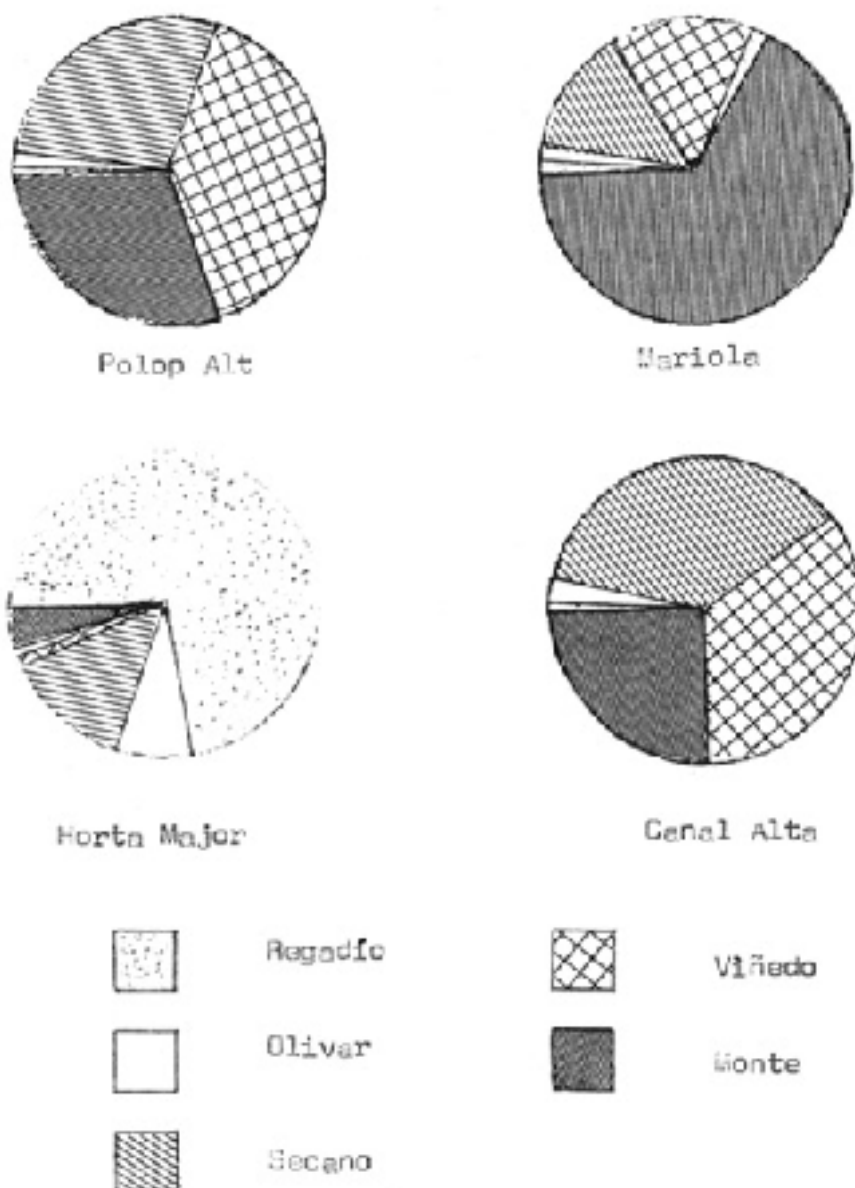 Polop Alt
Mariola
Horta Major
Canal Alta
Regadío
Olivar
Secano
Viñedo
Monte